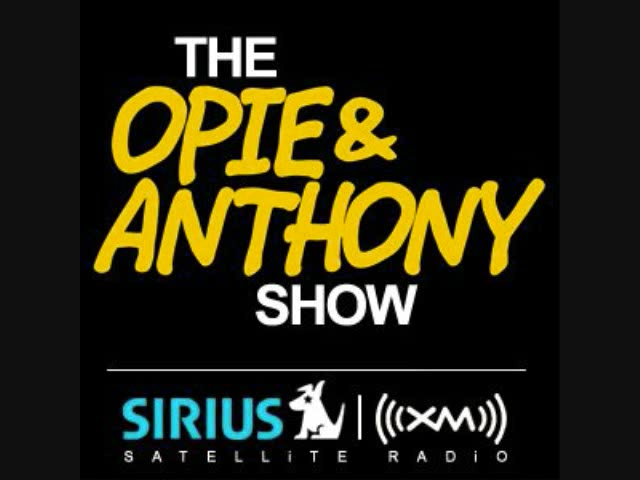 THE
OPIE &
ANTHONY
SHOW
SIRIUS | ((XM))
SATELLiTE RADiO